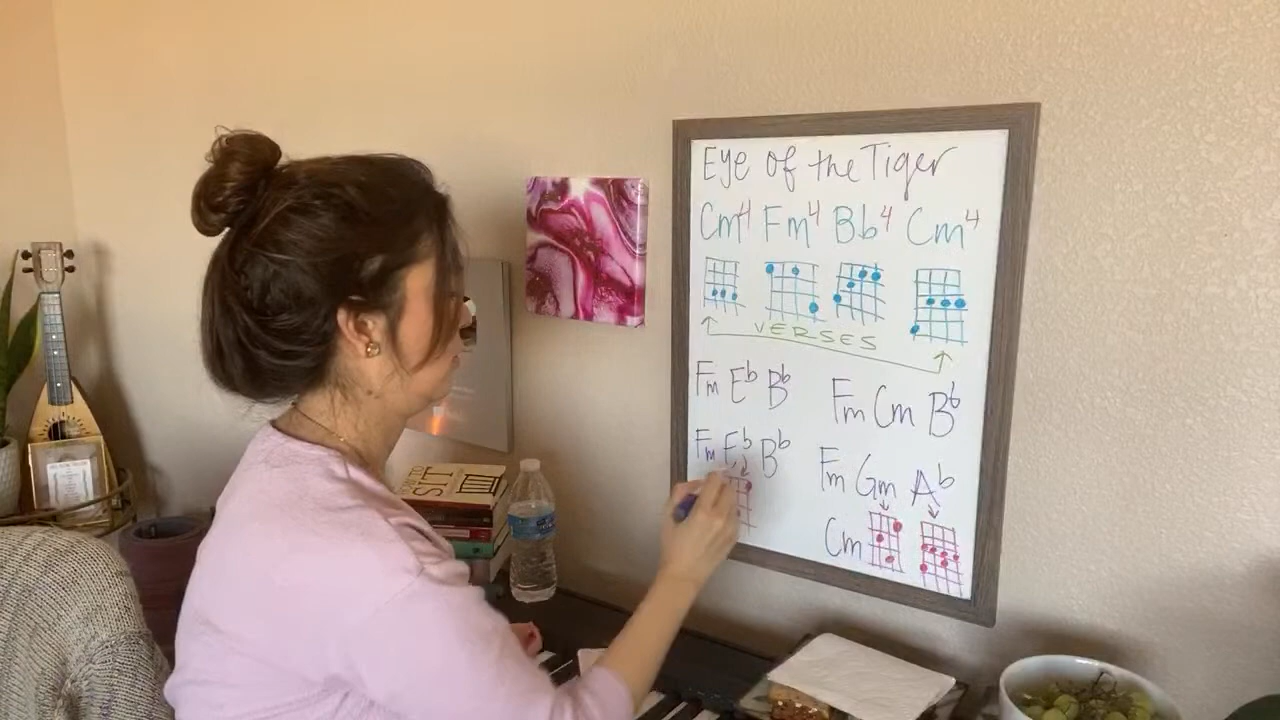 Eye of the Tiger
Cm4 Fm4 Bb4 Cm4
VERSES
Fm Eb Bb
Fm Eb Bb
Fm Cm Bb
Fm Gm Ab
Cm
SIT